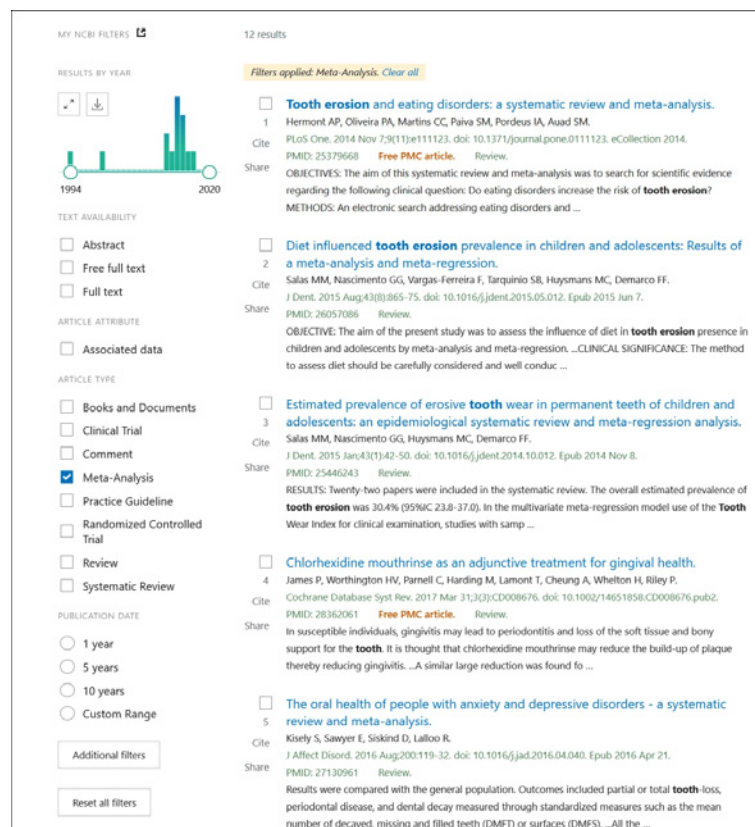 MY NCBI FILTERS
12 results
RESULTS BY YEAR
1994
2020
TEXT AVAILABILITY
Abstract
Free full text
Full text
ARTICLE ATTRIBUTE
Associated data
ARTICLE TYPE
Books and Documents
Clinical Trial
Comment
Meta-Analysis
Practice Guideline
Randomized Controlled
Trial
Review
Systematic Review
PUBLICATION DATE
1 year
5 years
10 years
Custom Range
Additional filters
Reset all filters
Filters applied: Meta-Analysis. Clear all
1
Cite
Share
Tooth erosion and eating disorders: a systematic review and meta-analysis.
Hermont AP, Oliveira PA, Martins CC, Paiva SM, Pordeus IA, Auad SM.
PLoS One. 2014 Nov 7;9(11):e111123. doi: 10.1371/journal.pone.0111123. eCollection 2014.
PMID: 25379668 Free PMC article. Review.
OBJECTIVES: The aim of this systematic review and meta-analysis was to search for scientific evidence
regarding the following clinical question: Do eating disorders increase the risk of tooth erosion?
METHODS: An electronic search addressing eating disorders and ...
2
Cite
Share
Diet influenced tooth erosion prevalence in children and adolescents: Results of
a meta-analysis and meta-regression.
Salas MM, Nascimento GG, Vargas-Ferreira F, Tarquinio SB, Huysmans MC, Demarco FF.
J Dent. 2015 Aug;43(8):865-75. doi: 10.1016/j.jdent.2015.05.012. Epub 2015 Jun 7.
PMID: 26057086 Review.
OBJECTIVE: The aim of the present study was to assess the influence of diet in tooth erosion presence in
children and adolescents by meta-analysis and meta-regression. ...CLINICAL SIGNIFICANCE: The method
to assess diet should be carefully considered and well conduc ...
3
Cite
Share
Estimated prevalence of erosive tooth wear in permanent teeth of children and
adolescents: an epidemiological systematic review and meta-regression analysis.
Salas MM, Nascimento GG, Huysmans MC, Demarco FF.
J Dent. 2015 Jan;43(1):42-50. doi: 10.1016/j.jdent.2014.10.012. Epub 2014 Nov 8.
PMID: 25446243 Review.
RESULTS: Twenty-two papers were included in the systematic review. The overall estimated prevalence of
tooth erosion was 30.4% (95%IC 23.8-37.0). In the multivariate meta-regression model use of the Tooth
Wear Index for clinical examination, studies with samp ...
4
Cite
Share
Chlorhexidine mouthrinse as an adjunctive treatment for gingival health.
James P, Worthington HV, Parnell C, Harding M, Lamont T, Cheung A, Whelton H, Riley P.
Cochrane Database Syst Rev. 2017 Mar 31;3(3):CD008676. doi: 10.1002/14651858.CD008676.pub2.
PMID: 28362061 Free PMC article. Review.
In susceptible individuals, gingivitis may lead to periodontitis and loss of the soft tissue and bony
support for the tooth. It is thought that chlorhexidine mouthrinse may reduce the build-up of plaque
thereby reducing gingivitis. ...A similar large reduction was found fo ...
5
Cite
Share
The oral health of people with anxiety and depressive disorders - a systematic
review and meta-analysis.
Kisely S, Sawyer E, Siskind D, Lalloo R.
J Affect Disord. 2016 Aug;200:119-32. doi: 10.1016/j.jad.2016.04.040. Epub 2016 Apr 21.
PMID: 27130961 Review.
Results were compared with the general population. Outcomes included partial or total tooth-loss,
periodontal disease, and dental decay measured through standardized measures such as the mean
number of decayed, missing and filled teeth (DMFT) or surfaces (DMFS). ...All the ...